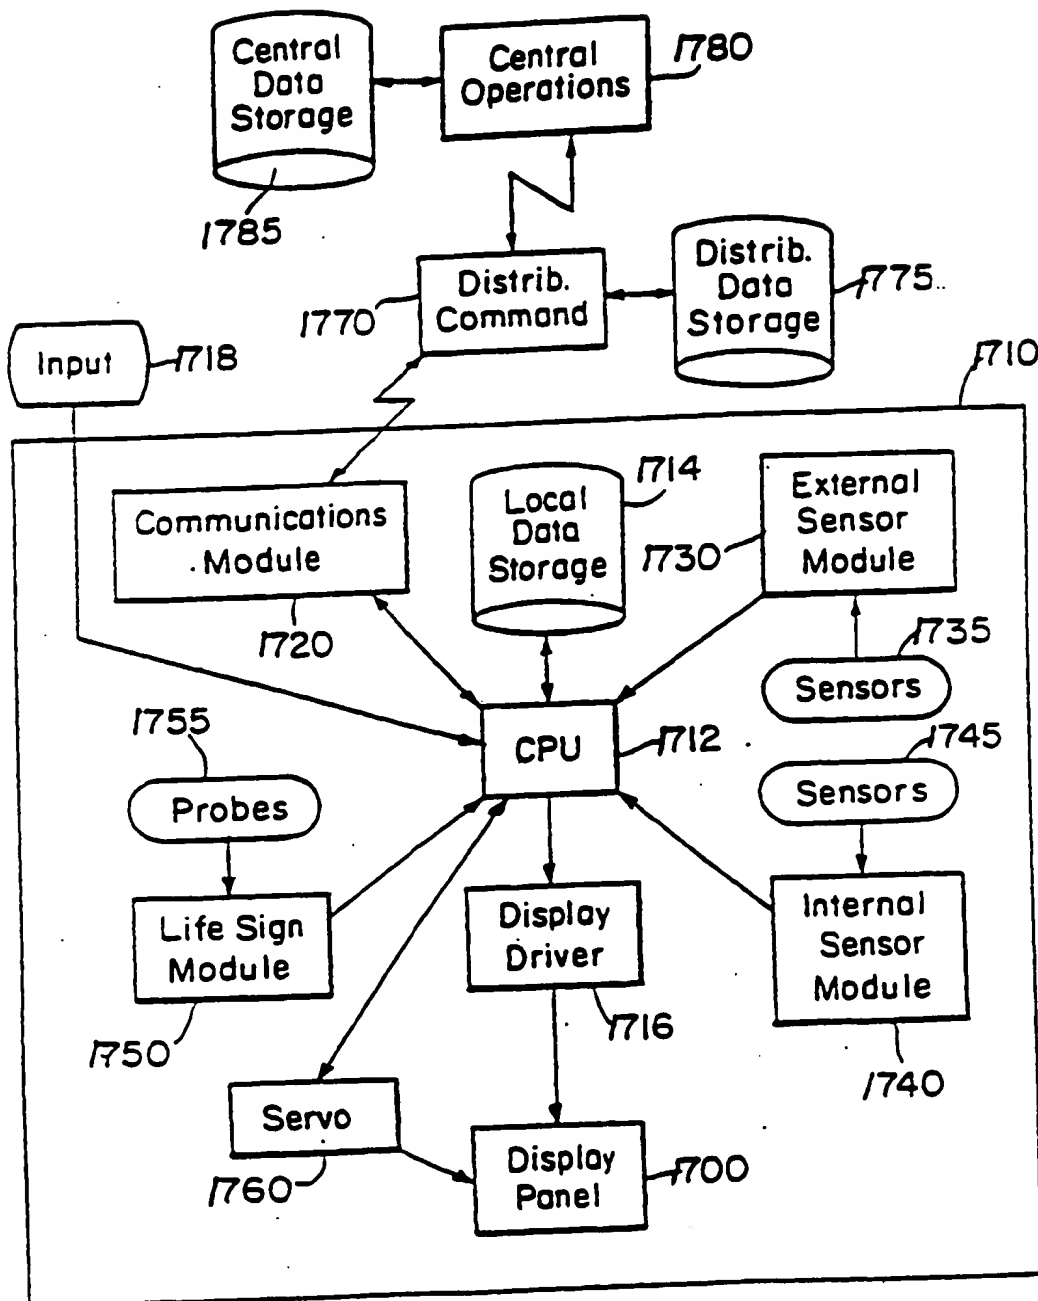 Central
Data
Storage
Central
Operations
1780
1785
Distrib.
Command
1770
Distrib.
Data
Storage
1775
Input
1718
1710
Communications
Module
1720
Local
Data
Storage
1714
External
Sensor
Module
1730
1735
Sensors
CPU
1712
1745
Sensors
1755
Probes
Life Sign
Module
1750
Display
Driver
1716
Internal
Sensor
Module
1740
Servo
1760
Display
Panel
1700